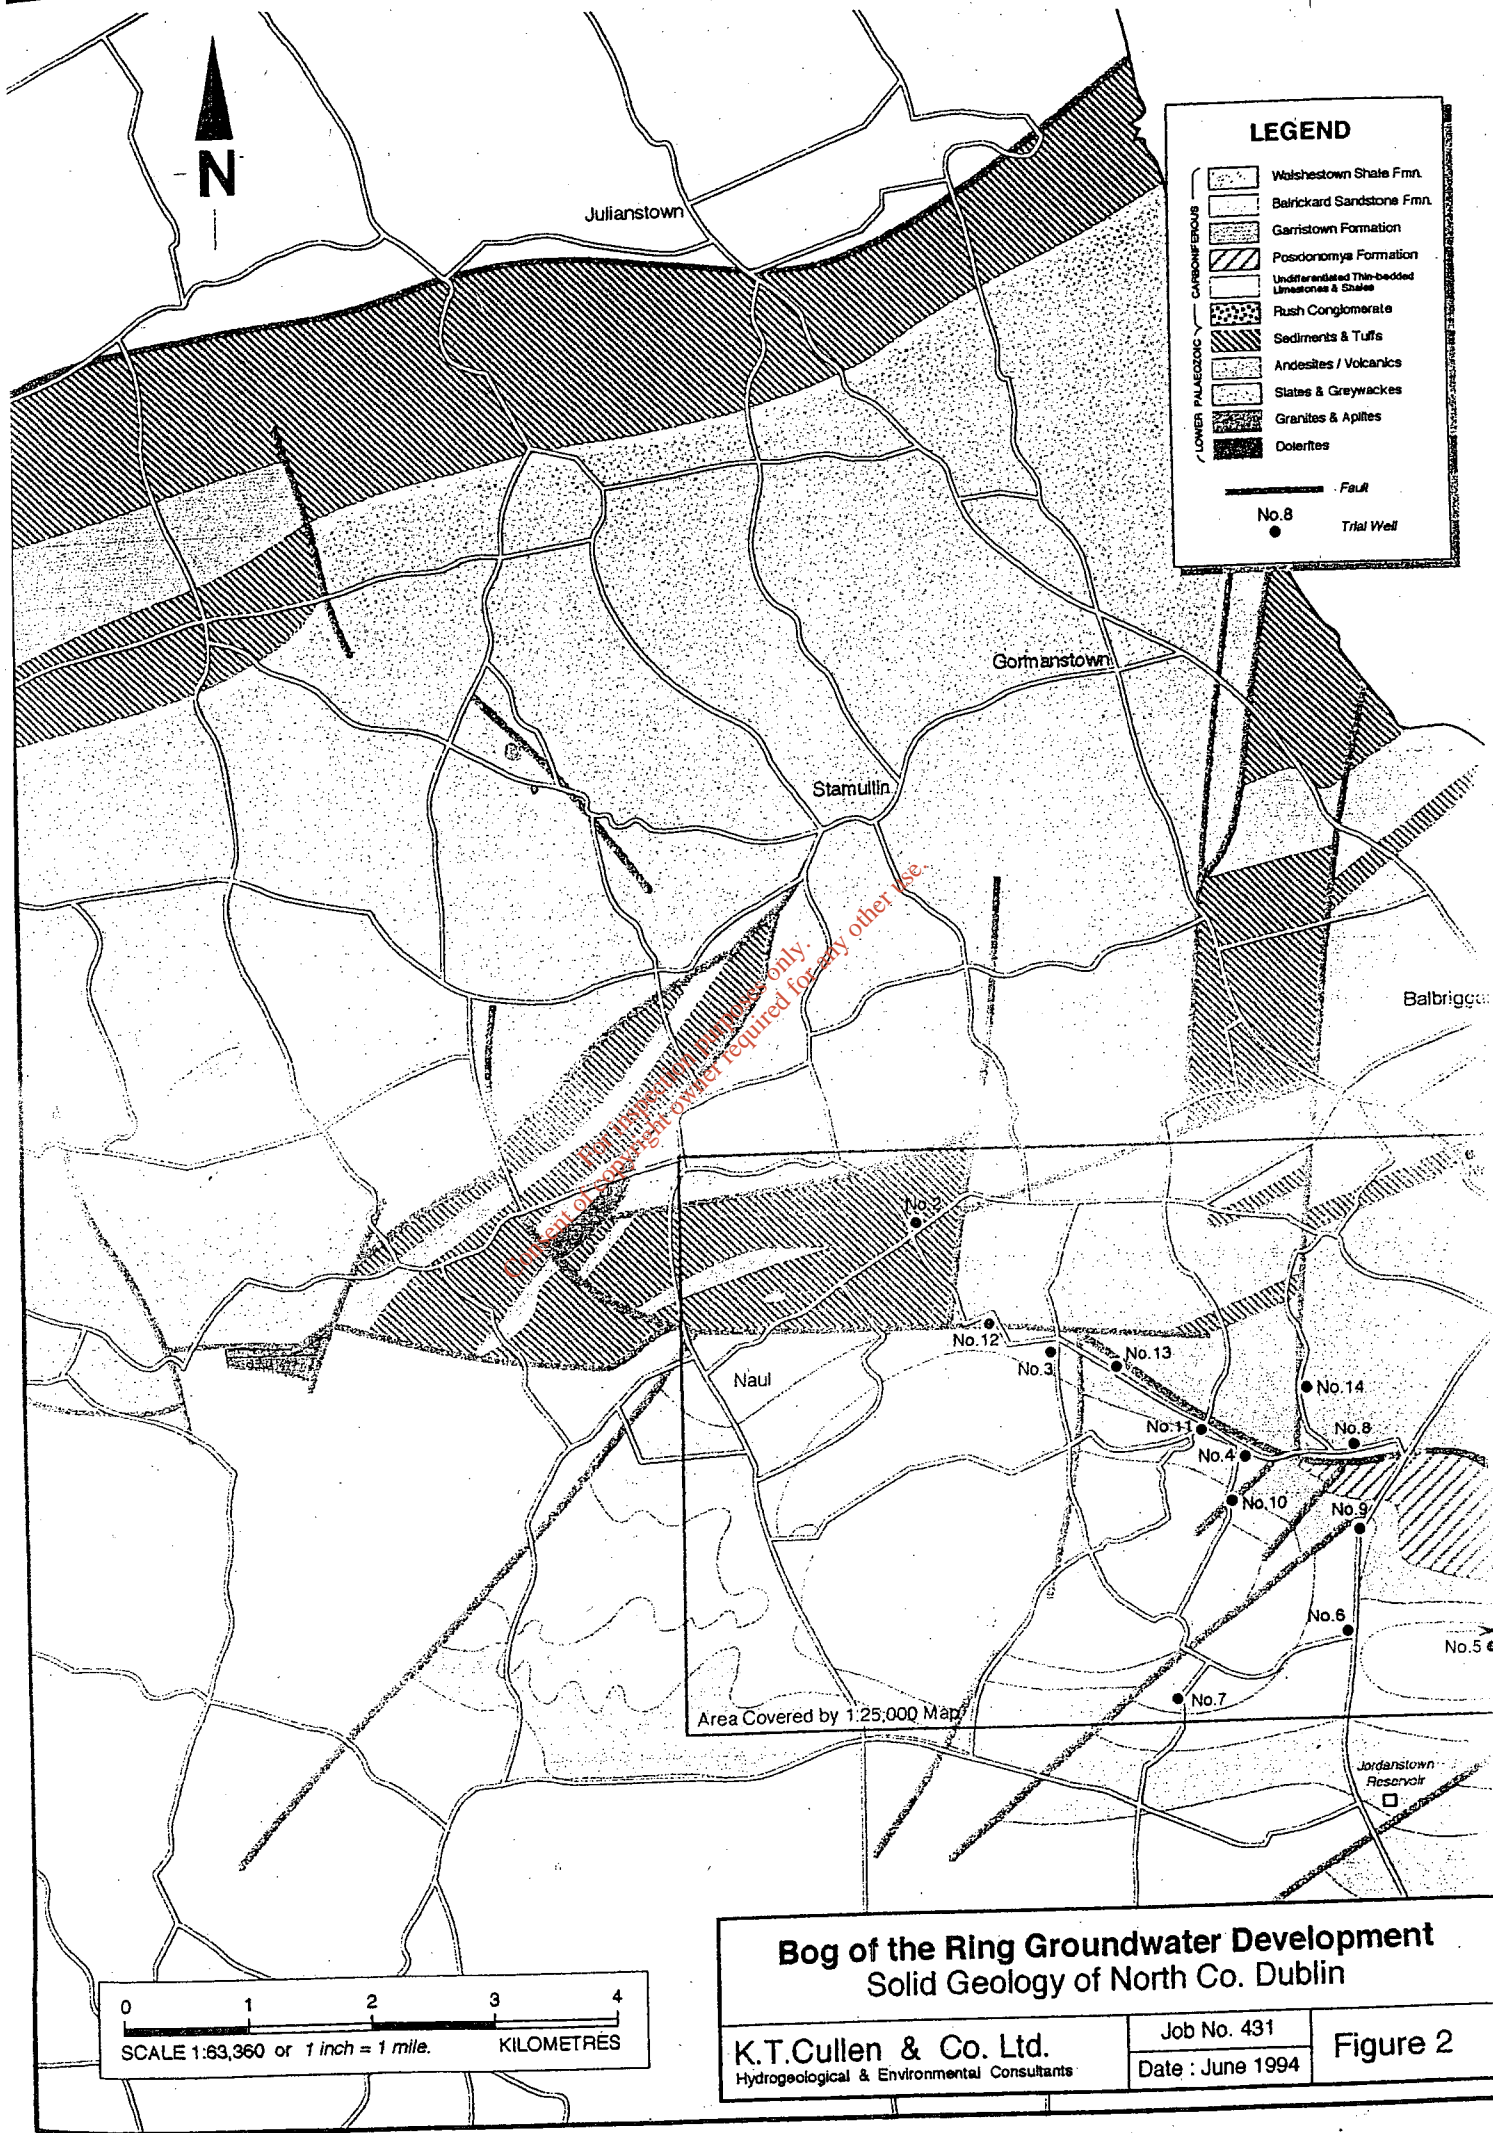 N
Julianstown
LEGEND
CARBONIFEROUS
LOWER PALAEOZOIC
Walshestown Shale Fmn.
Balrickard Sandstone Fmn.
Garristown Formation
Posidonomya Formation
Undifferentiated Thin-bedded
Limestones & Shales
Rush Conglomerate
Sediments & Tuffs
Andesites / Volcanics
Slates & Greywackes
Granites & Aplites
Dolerites
Fault
No.8
Trial Well
Gormanstown
Stamullin
For inspection purposes only.
Consent of copyright owner required for any other use.
No.2
No.12
No.3
No.13
Naul
No.14
No.11
No.8
No.4
No.10
No.9
No.6
No.5
No.7
Area Covered by 1:25,000 Map
Jordanstown
Reservoir
Bog of the Ring Groundwater Development
Solid Geology of North Co. Dublin
0 1 2 3 4
SCALE 1:63,360 or 1 inch = 1 mile.
KILOMETRES
K.T.Cullen & Co. Ltd.
Hydrogeological & Environmental Consultants
Job No. 431
Date : June 1994
Figure 2